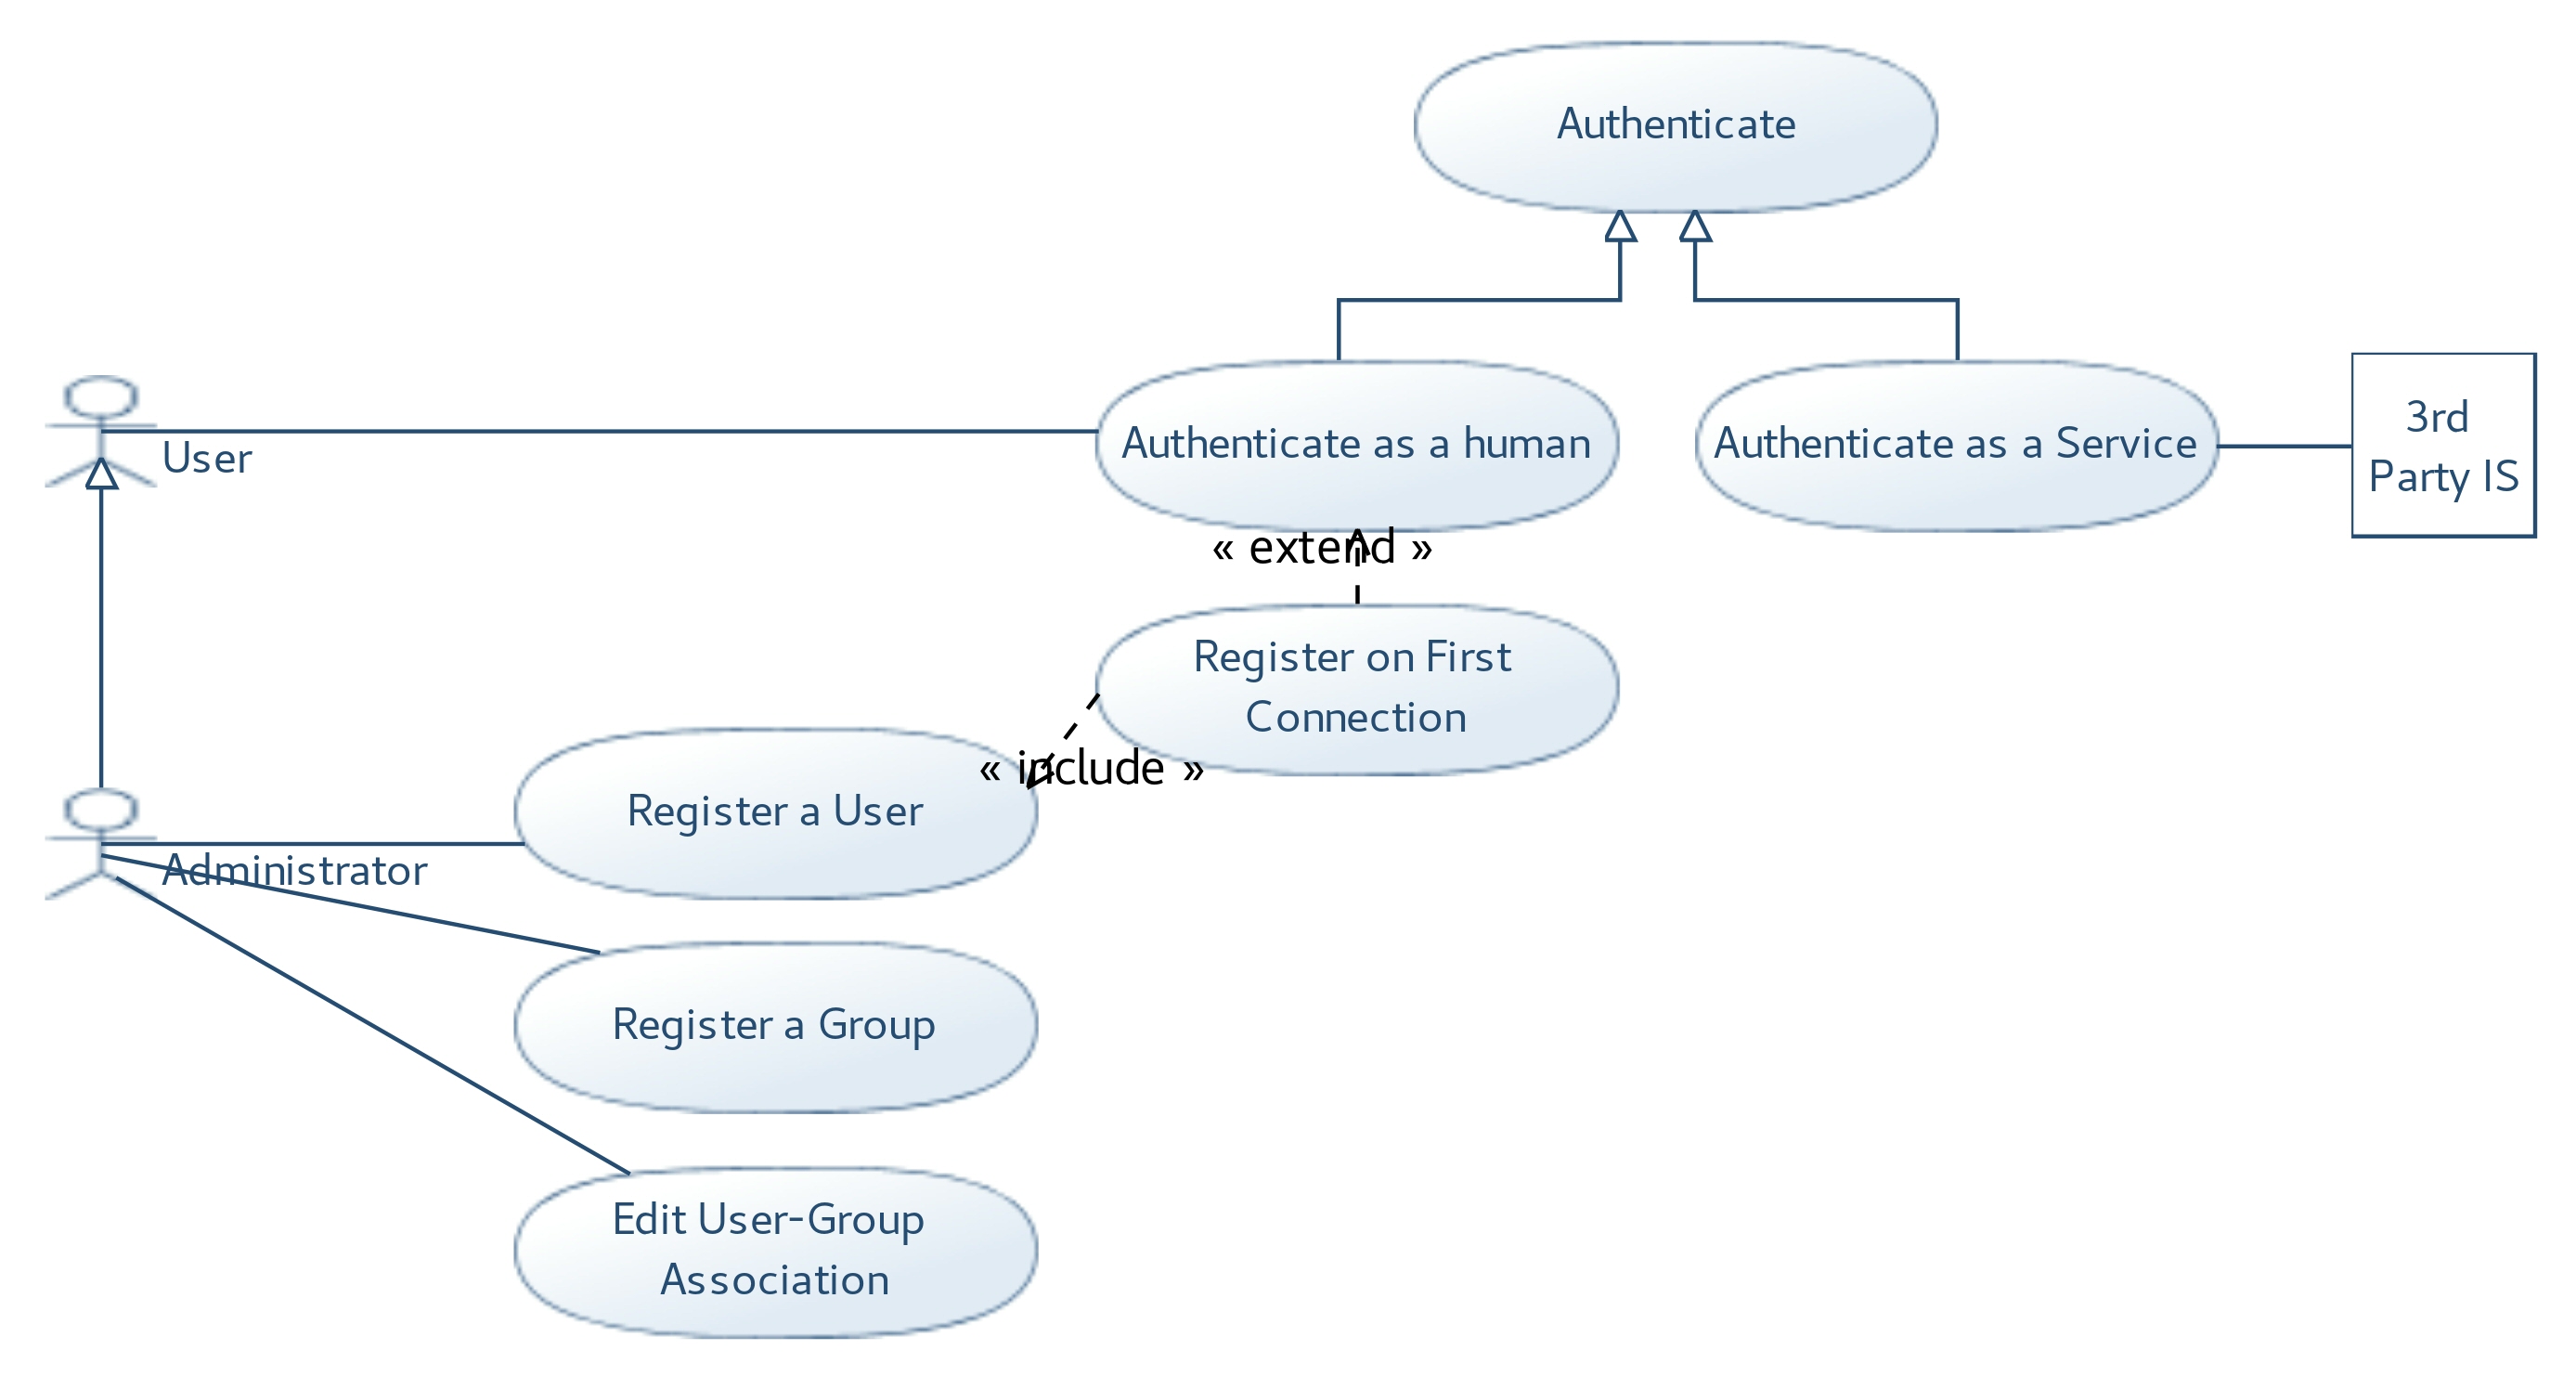 Authenticate
User
Authenticate as a human
Authenticate as a Service
3rd
Party IS
« extend »
Register on First
Connection
« include »
Register a User
Administrator
Register a Group
Edit User-Group
Association